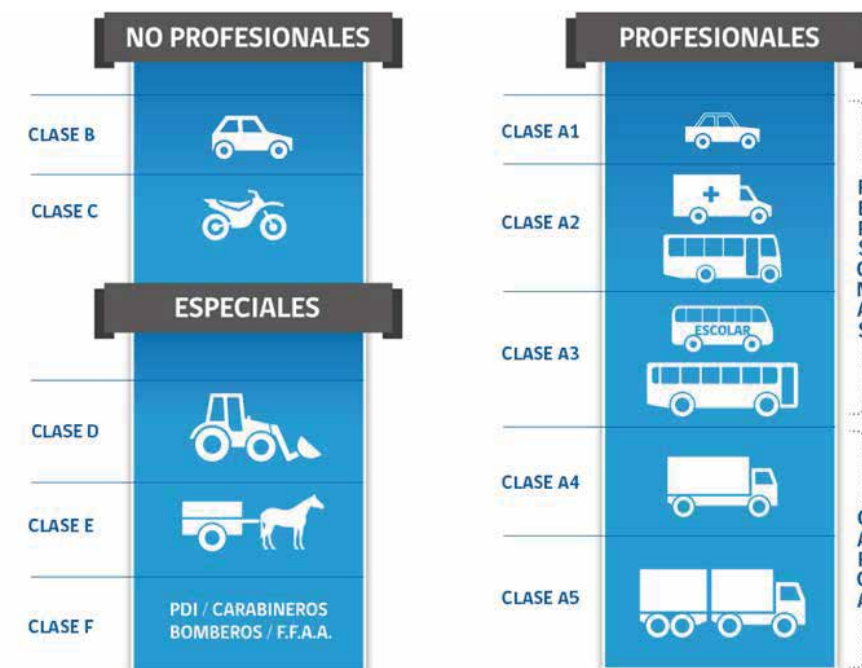 NO PROFESIONALES
CLASE B
CLASE C
ESPECIALES
CLASE D
CLASE E
CLASE F
PDI / CARABINEROS
BOMBEROS / F.F.A.A.
PROFESIONALES
CLASE A1
CLASE A2
CLASE A3
ESCOLAR
CLASE A4
CLASE A5